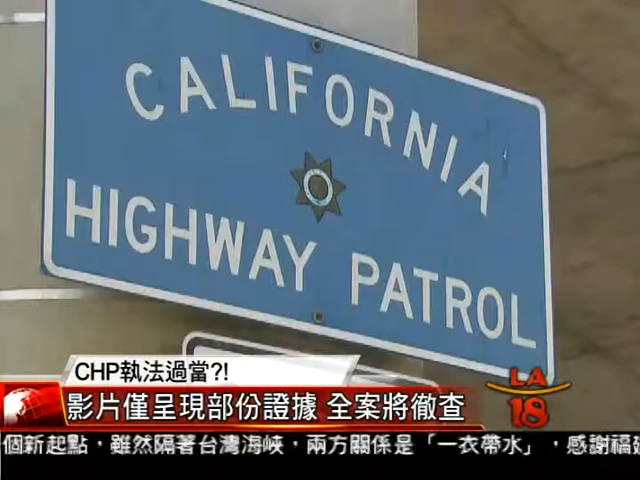 CALIFORNIA
HIGHWAY PATROL
CHP執法過當?!
影片僅呈現部份證據 全案將徹查
LA
18
個新起點，雖然隔著台灣海峽，兩方關係是「一衣帶水」，感謝福